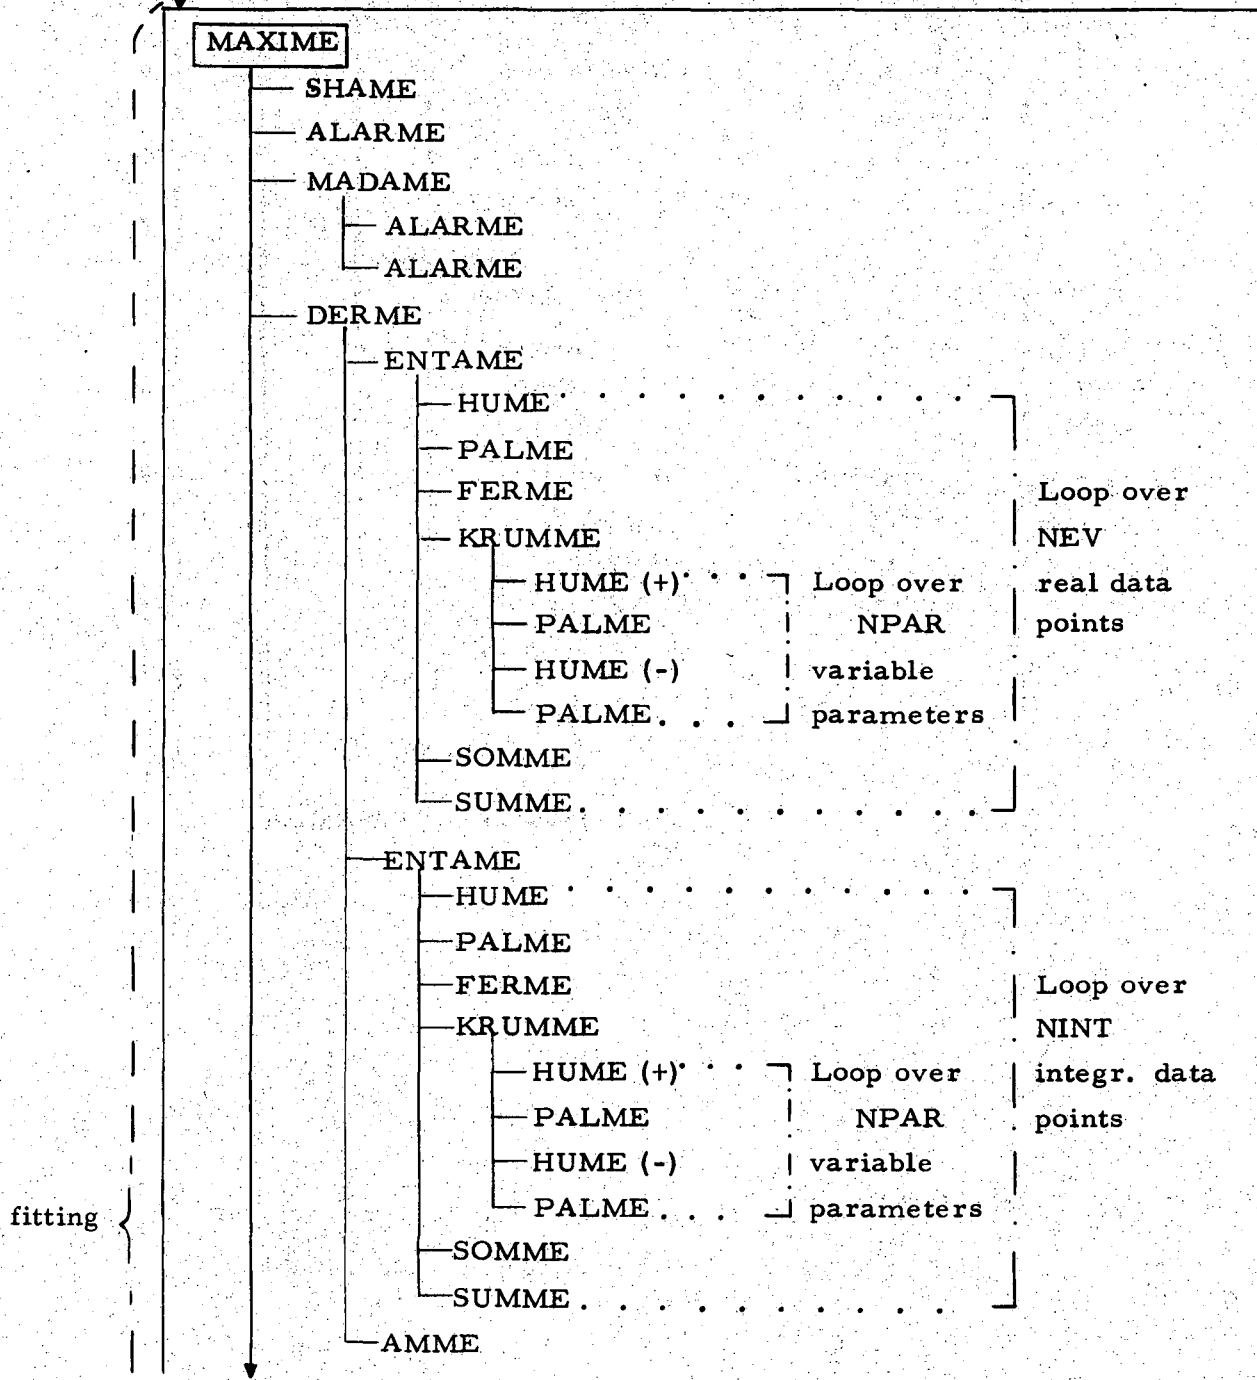 MAXIME
SHAME
ALARME
MADAME
ALARME
ALARME
DERME
ENTAME
HUME
PALME
FERME
Loop over
KRUMME
NEV
HUME (+)
Loop over
real data
PALME
NPAR
points
HUME (-)
variable
PALME
parameters
SOMME
SUMME
ENTAME
HUME
PALME
FERME
Loop over
KRUMME
NINT
HUME (+)
Loop over
integr. data
PALME
NPAR
points
HUME (-)
variable
fitting
PALME
parameters
SOMME
SUMME
AMME